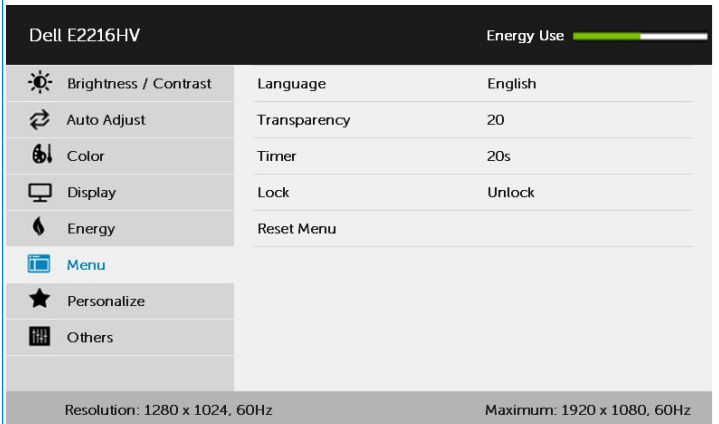 Dell E2216HV
Energy Use
Brightness / Contrast
Auto Adjust
Color
Display
Energy
Menu
Personalize
Others
Language English
Transparency 20
Timer 20s
Lock Unlock
Reset Menu
Resolution: 1280 x 1024, 60Hz
Maximum: 1920 x 1080, 60Hz